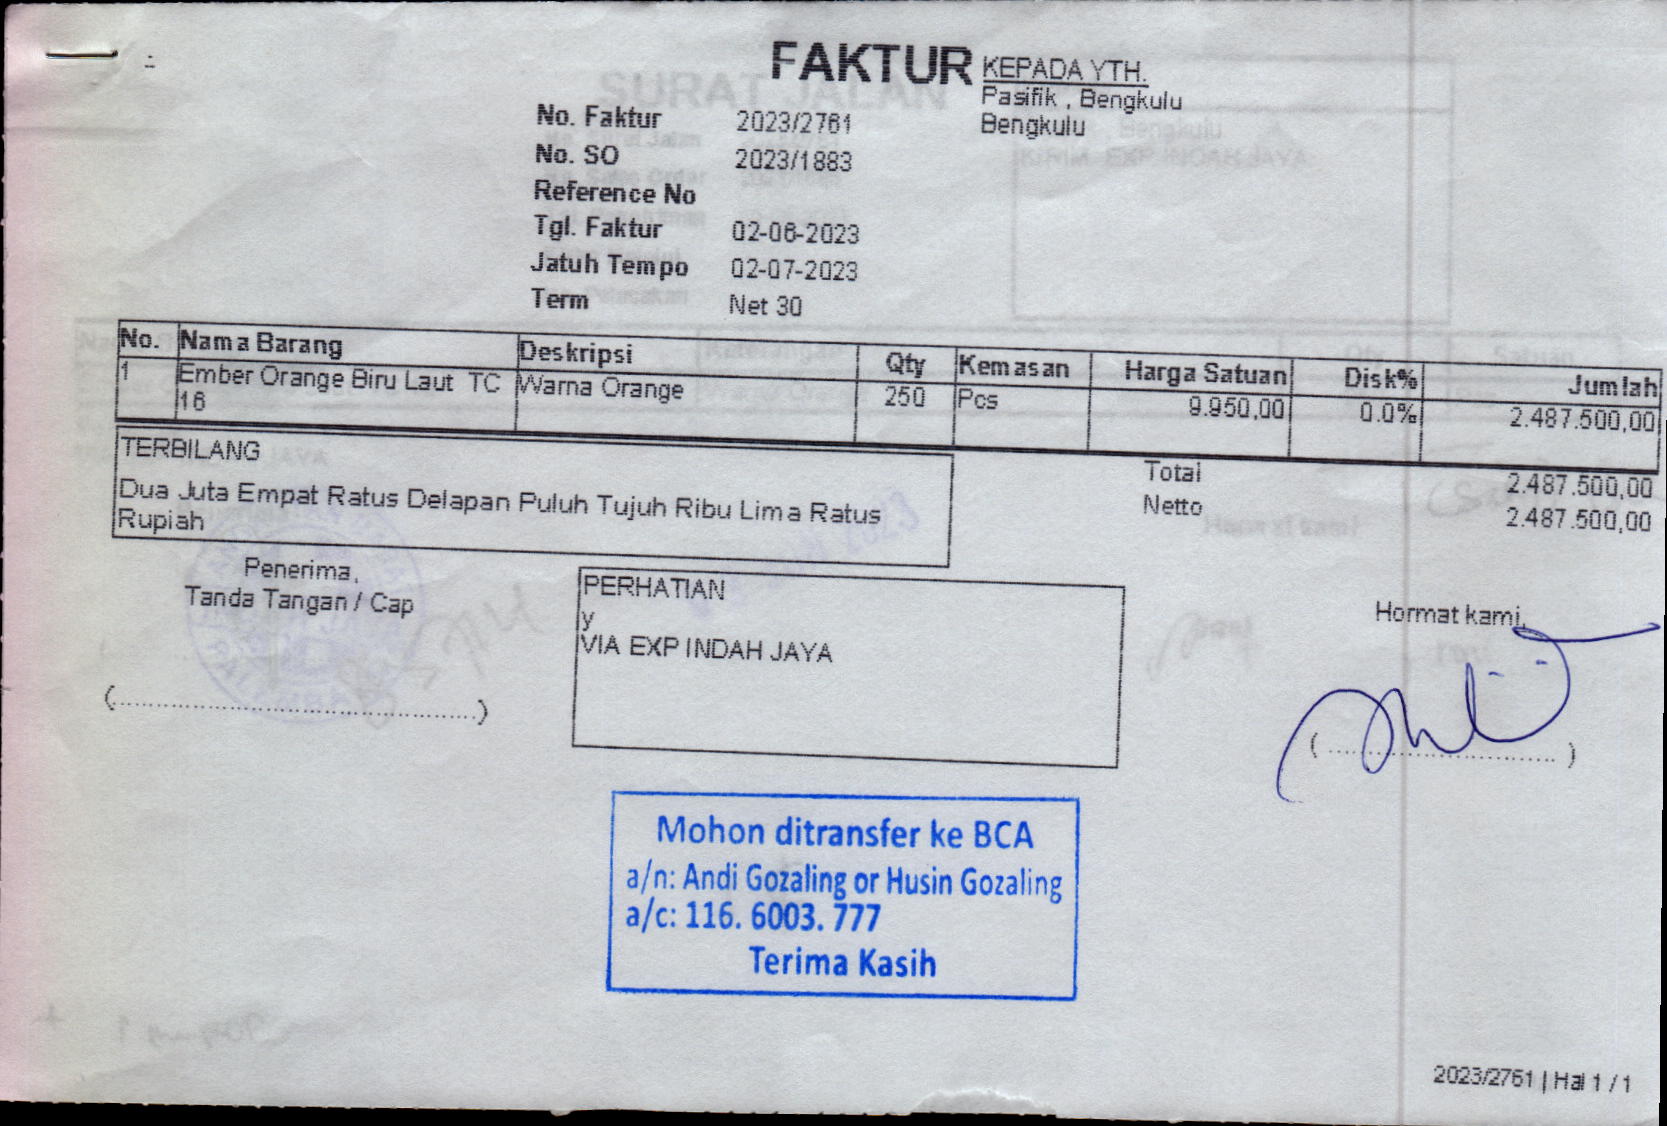 FAKTUR
KEPADA YTH.
Pasifik , Bengkulu
Bengkulu
No. Faktur 2023/2761
No. SO 2023/1883
Reference No
Tgl. Faktur 02-06-2023
Jatuh Tempo 02-07-2023
Term Net 30
No. Nama Barang Deskripsi Qty Kemasan Harga Satuan Disk% Jumlah
1 Ember Orange Biru Laut TC Warna Orange 250 Pcs 9.950,00 0.0% 2.487.500,00
16
TERBILANG
Dua Juta Empat Ratus Delapan Puluh Tujuh Ribu Lima Ratus
Rupiah
Total 2.487.500,00
Netto 2.487.500,00
Penerima,
Tanda Tangan / Cap
(............................................)
PERHATIAN
y
VIA EXP INDAH JAYA
Hormat kami,
(............................)
Mohon ditransfer ke BCA
a/n: Andi Gozaling or Husin Gozaling
a/c: 116. 6003. 777
Terima Kasih
2023/2761 | Hal 1 / 1